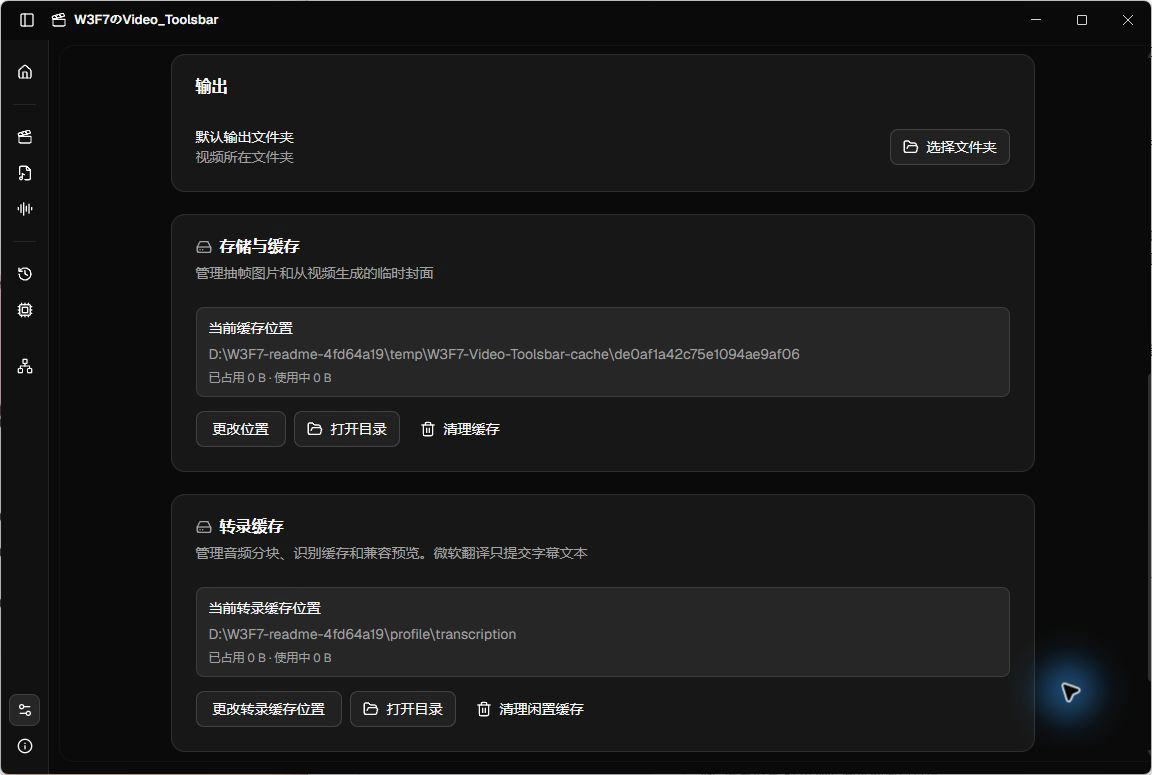 W3F7のVideo_Toolsbar
输出
默认输出文件夹
视频所在文件夹
选择文件夹
存储与缓存
管理抽帧图片和从视频生成的临时封面
当前缓存位置
D:\W3F7-readme-4fd64a19\temp\W3F7-Video-Toolsbar-cache\de0af1a42c75e1094ae9af06
已占用 0 B · 使用中 0 B
更改位置
打开目录
清理缓存
转录缓存
管理音频分块、识别缓存和兼容预览。微软翻译只提交字幕文本
当前转录缓存位置
D:\W3F7-readme-4fd64a19\profile\transcription
已占用 0 B · 使用中 0 B
更改转录缓存位置
打开目录
清理闲置缓存